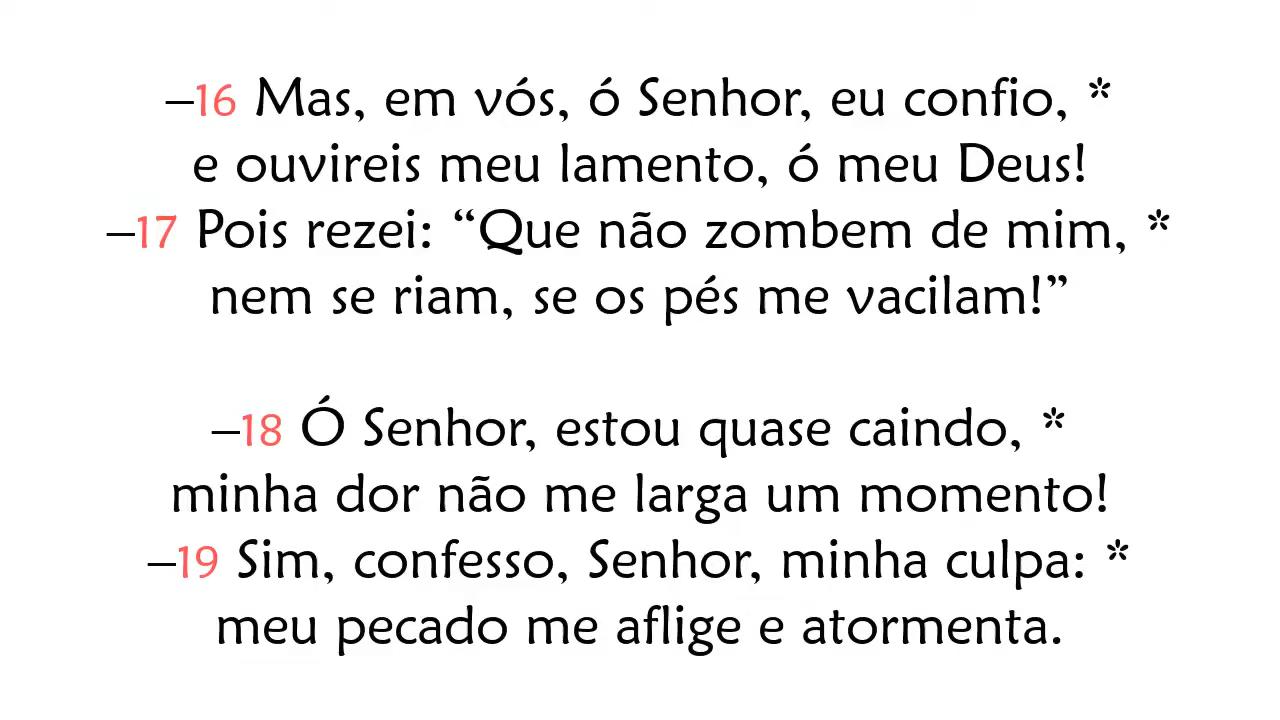 –16 Mas, em vós, ó Senhor, eu confio, *
e ouvireis meu lamento, ó meu Deus!
–17 Pois rezei: “Que não zombem de mim, *
nem se riam, se os pés me vacilam!”
–18 Ó Senhor, estou quase caindo, *
minha dor não me larga um momento!
–19 Sim, confesso, Senhor, minha culpa: *
meu pecado me aflige e atormenta.